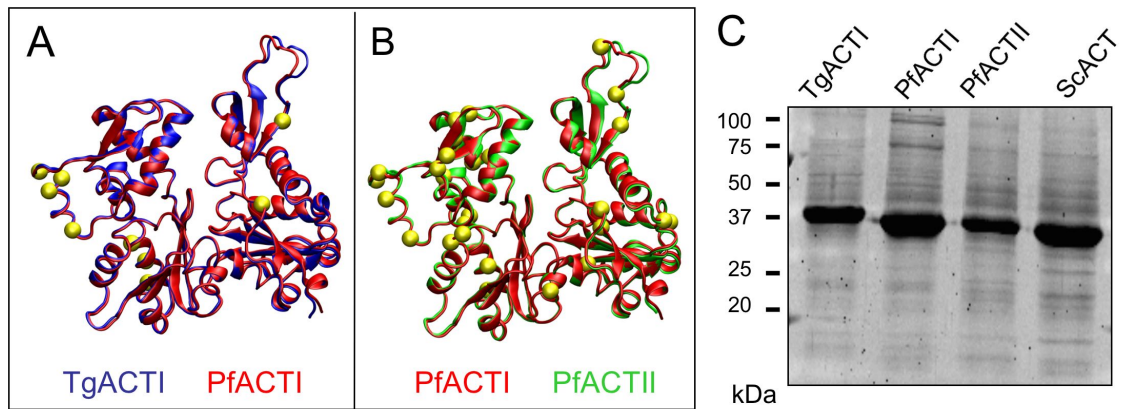 A
TgACTI PfACTI
B
PfACTI PfACTII
C
TgACTI PfACTI PfACTII ScACT
100
75
50
37
25
20
kDa